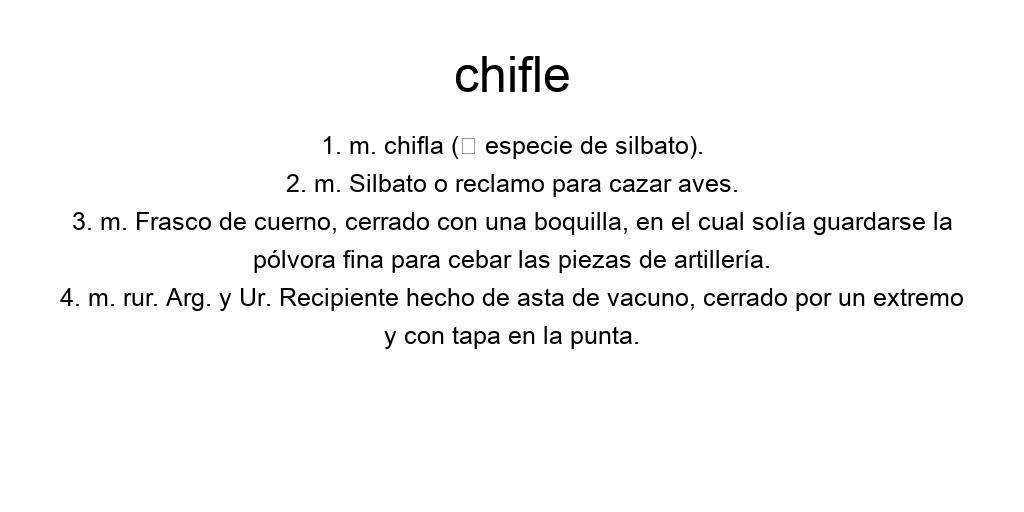 chifle
1. m. chifla (□ especie de silbato).
2. m. Silbato o reclamo para cazar aves.
3. m. Frasco de cuerno, cerrado con una boquilla, en el cual solía guardarse la
pólvora fina para cebar las piezas de artillería.
4. m. rur. Arg. y Ur. Recipiente hecho de asta de vacuno, cerrado por un extremo
y con tapa en la punta.